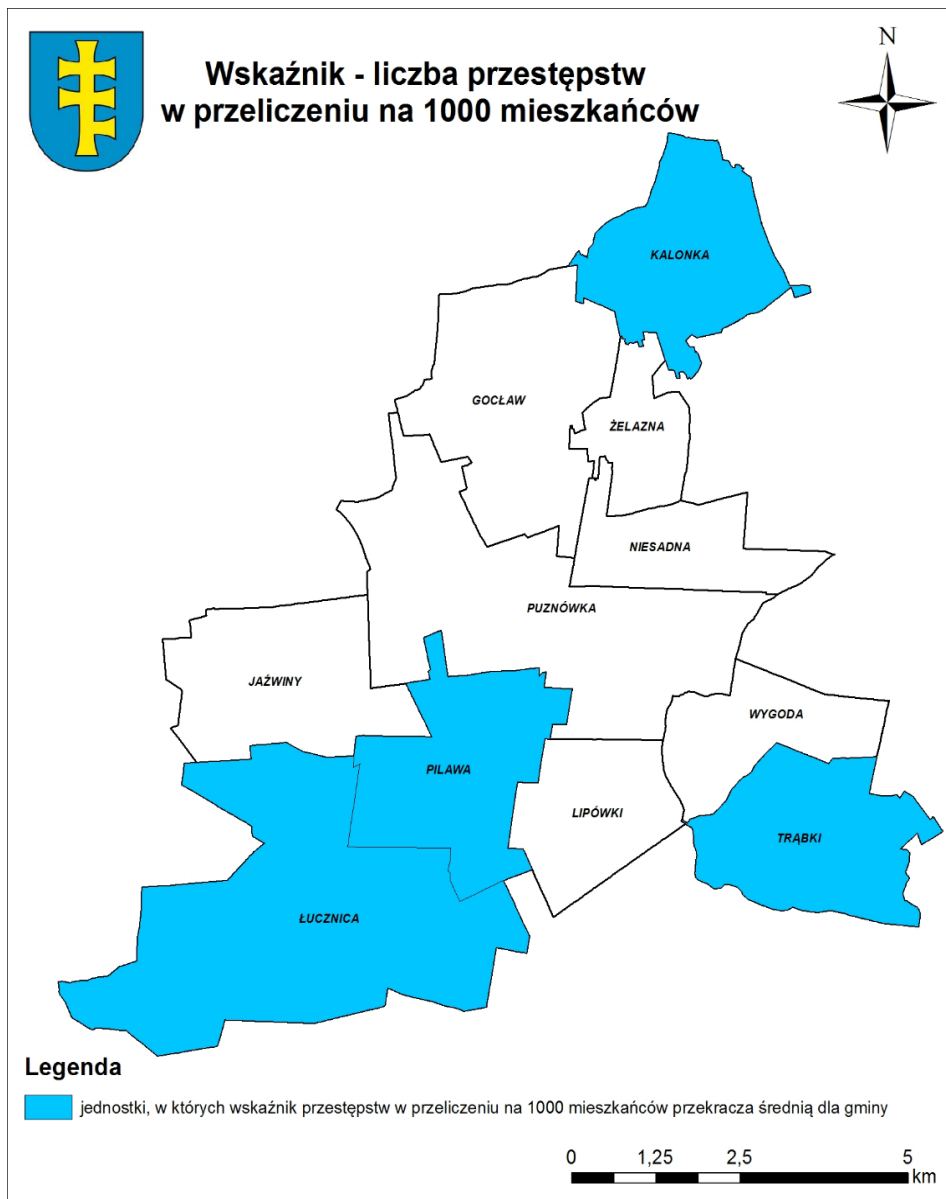 Wskaźnik - liczba przestępstw
w przeliczeniu na 1000 mieszkańców
N
KALONKA
GOCŁAW
ŻELAZNA
NIESADNA
PUZNÓWKA
JAŹWINY
WYGODA
PILAWA
LIPÓWKI
TRĄBKI
ŁUCZNICA
Legenda
jednostki, w których wskaźnik przestępstw w przeliczeniu na 1000 mieszkańców przekracza średnią dla gminy
0 1,25 2,5 5
km